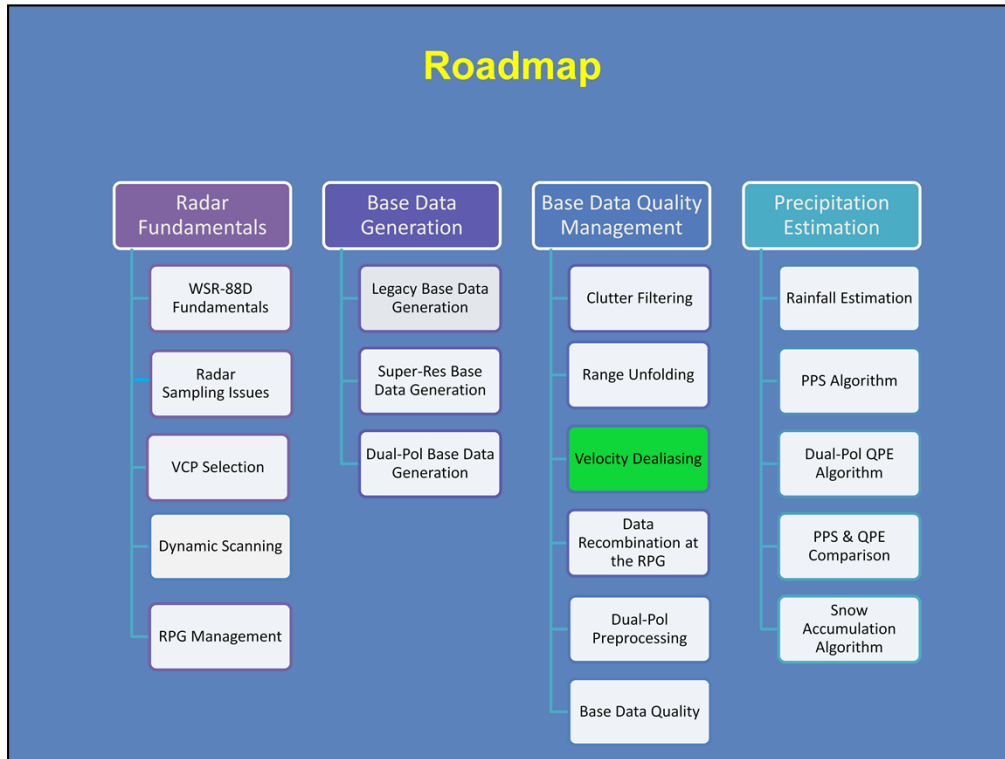 Roadmap
Radar
Fundamentals
WSR-88D
Fundamentals
Radar
Sampling Issues
VCP Selection
Dynamic Scanning
RPG Management
Base Data
Generation
Legacy Base Data
Generation
Super-Res Base
Data Generation
Dual-Pol Base Data
Generation
Base Data Quality
Management
Clutter Filtering
Range Unfolding
Velocity Dealiasing
Data
Recombination at
the RPG
Dual-Pol
Preprocessing
Base Data Quality
Precipitation
Estimation
Rainfall Estimation
PPS Algorithm
Dual-Pol QPE
Algorithm
PPS & QPE
Comparison
Snow
Accumulation
Algorithm